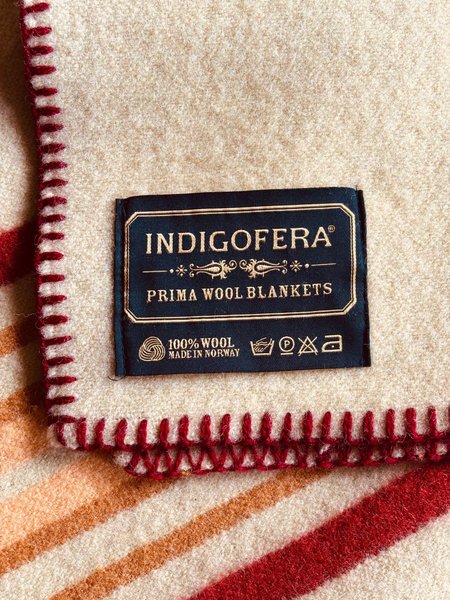 INDIGOFERA®
PRIMA WOOL BLANKETS
100% WOOL
MADE IN NORWAY
P